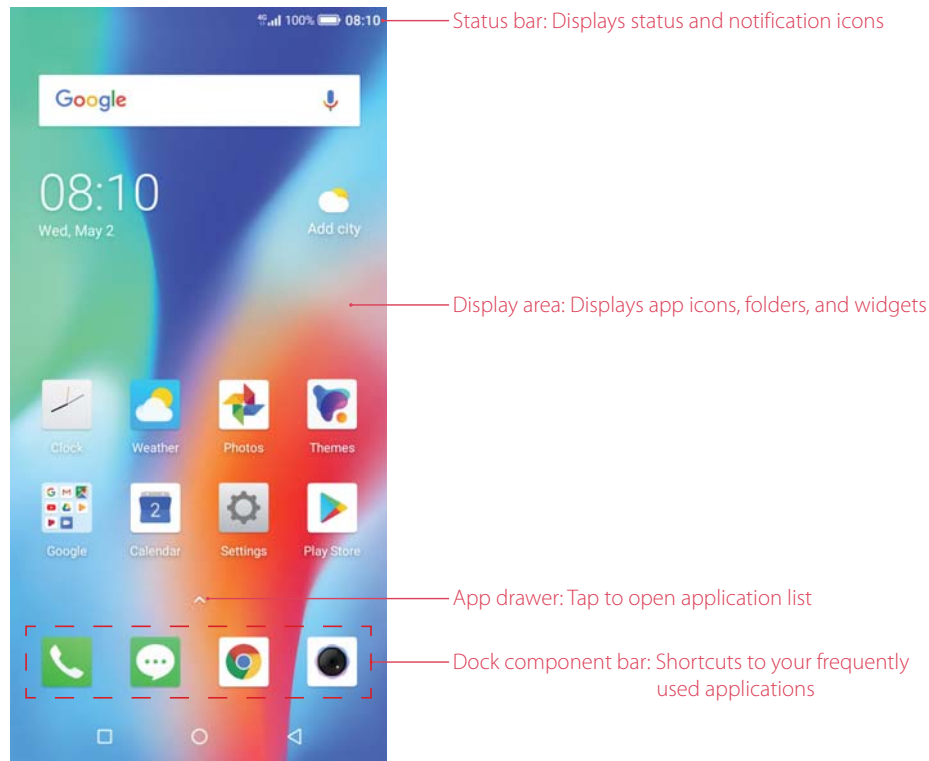 4G 100% 08:10
Status bar: Displays status and notification icons
Google
08:10
Wed, May 2
Add city
Display area: Displays app icons, folders, and widgets
Clock Weather Photos Themes
2
Google Calendar Settings Play Store
App drawer: Tap to open application list
Dock component bar: Shortcuts to your frequently
used applications